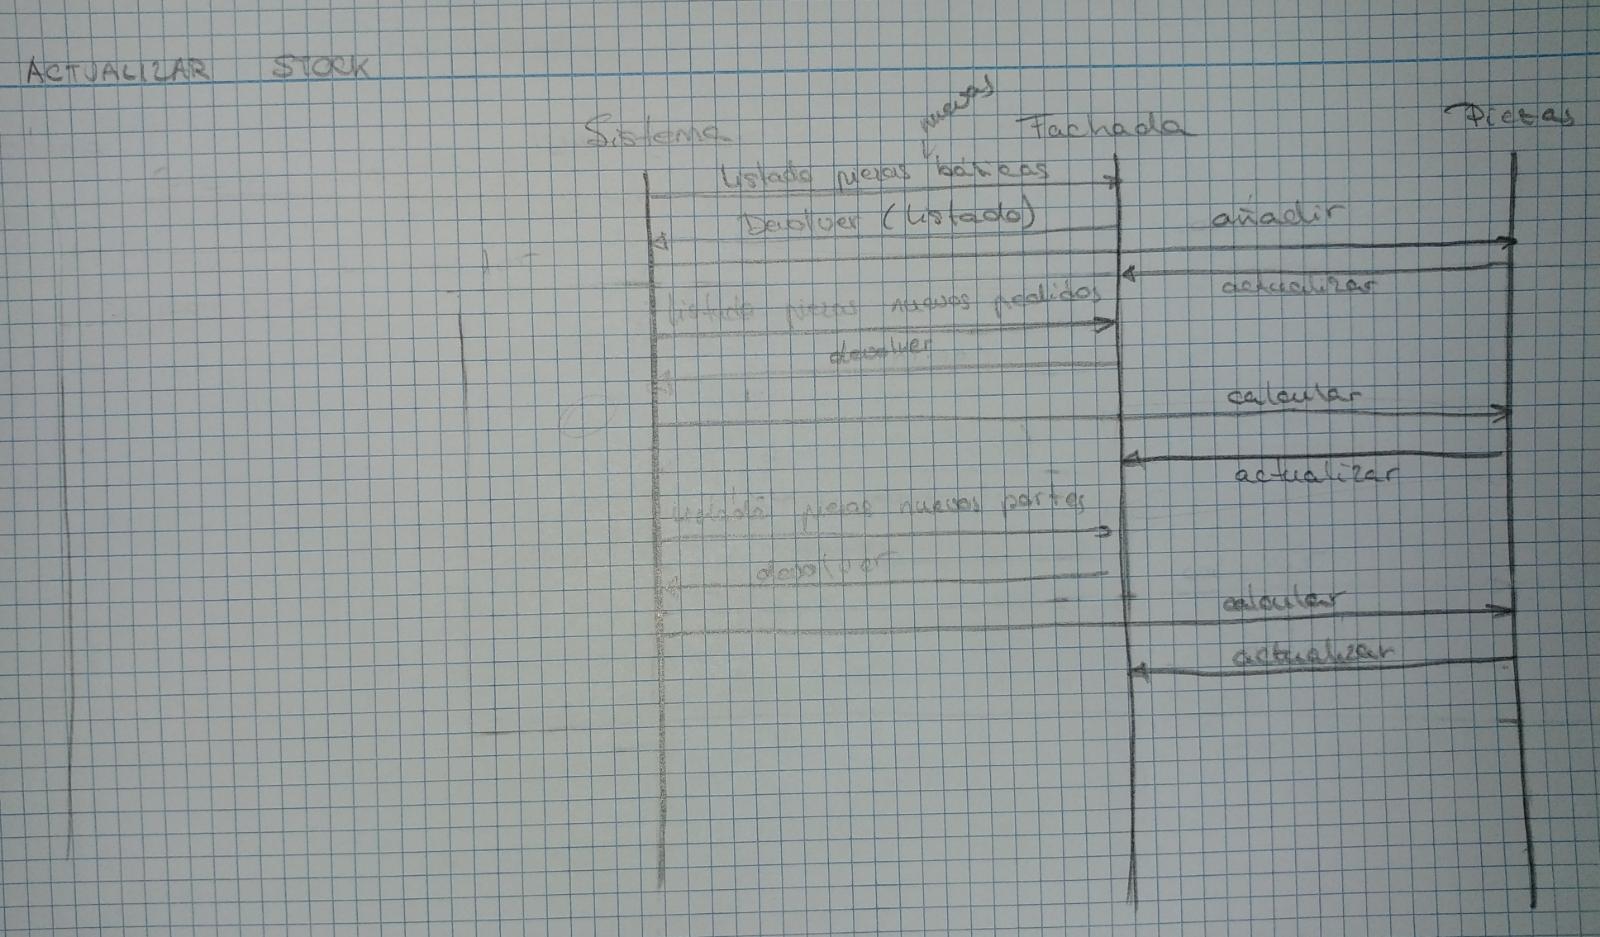 ACTUALIZAR STOCK
nuevas
Sistema Fachada Piezas
Listado piezas básicas
Devolver (Listado) añadir
actualizar
Listado piezas nuevos pedidos
devolver
calcular
actualizar
Listado piezas nuevos partes
devolver
calcular
actualizar